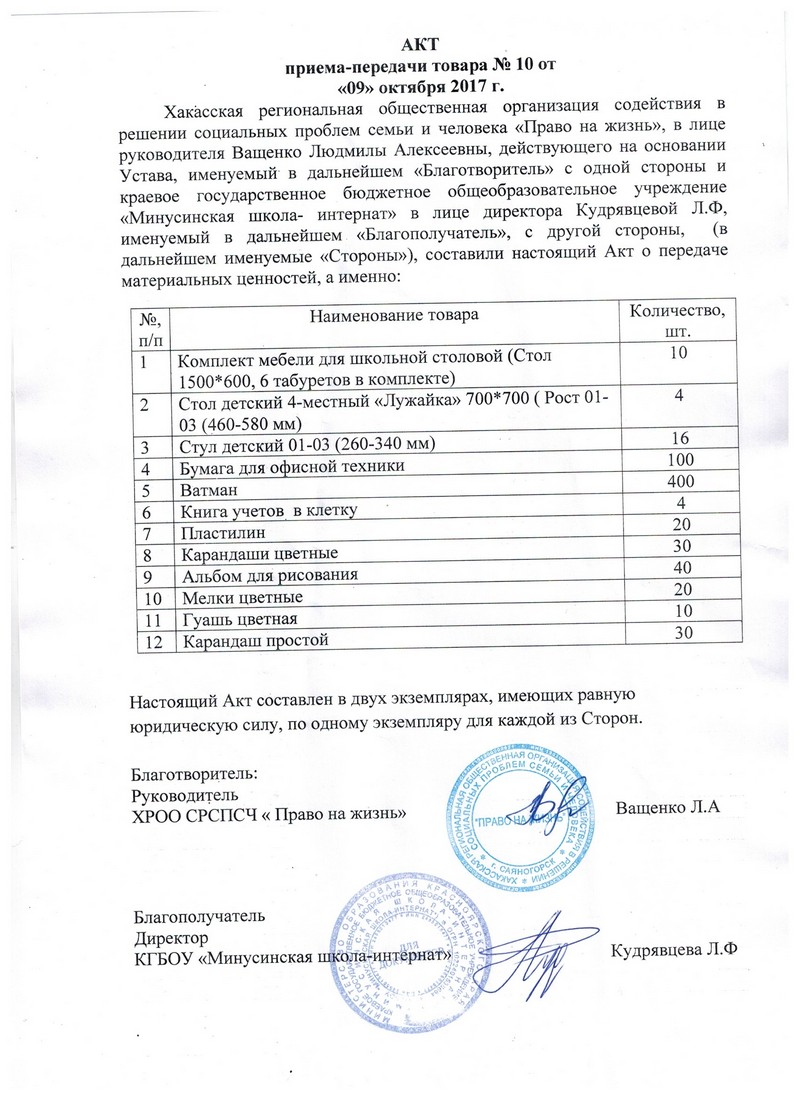 АКТ
приема-передачи товара № 10 от
«09» октября 2017 г.
Хакасская региональная общественная организация содействия в
решении социальных проблем семьи и человека «Право на жизнь», в лице
руководителя Ващенко Людмилы Алексеевны, действующего на основании
Устава, именуемый в дальнейшем «Благотворитель» с одной стороны и
краевое государственное бюджетное общеобразовательное учреждение
«Минусинская школа- интернат» в лице директора Кудрявцевой Л.Ф,
именуемый в дальнейшем «Благополучатель», с другой стороны, (в
дальнейшем именуемые «Стороны»), составили настоящий Акт о передаче
материальных ценностей, а именно:
№, п/п Наименование товара Количество, шт.
1 Комплект мебели для школьной столовой (Стол 10
1500*600, 6 табуретов в комплекте)
2 Стол детский 4-местный «Лужайка» 700*700 ( Рост 01- 4
03 (460-580 мм)
3 Стул детский 01-03 (260-340 мм) 16
4 Бумага для офисной техники 100
5 Ватман 400
6 Книга учетов в клетку 4
7 Пластилин 20
8 Карандаши цветные 30
9 Альбом для рисования 40
10 Мелки цветные 20
11 Гуашь цветная 10
12 Карандаш простой 30
Настоящий Акт составлен в двух экземплярах, имеющих равную
юридическую силу, по одному экземпляру для каждой из Сторон.
Благотворитель:
Руководитель
ХРОО СРСПСЧ « Право на жизнь» Ващенко Л.А
ХАКАССКАЯ РЕГИОНАЛЬНАЯ ОБЩЕСТВЕННАЯ ОРГАНИЗАЦИЯ СОДЕЙСТВИЯ В РЕШЕНИИ
СОЦИАЛЬНЫХ ПРОБЛЕМ СЕМЬИ И ЧЕЛОВЕКА
"ПРАВО НА ЖИЗНЬ"
г. САЯНОГОРСК
Благополучатель
Директор
КГБОУ «Минусинская школа-интернат» Кудрявцева Л.Ф
МИНИСТЕРСТВО ОБРАЗОВАНИЯ КРАСНОЯРСКОГО КРАЯ
ДЛЯ
ДОКУМЕНТОВ